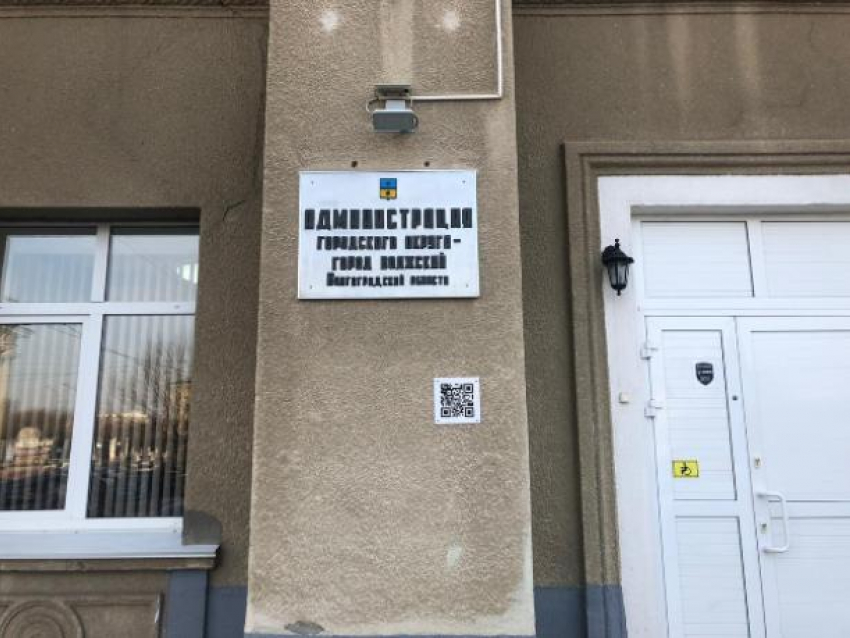 АДМИНИСТРАЦИЯ
ГОРОДСКОГО ОКРУГА-
ГОРОД ВОЛЖСКИЙ
Волгоградской области